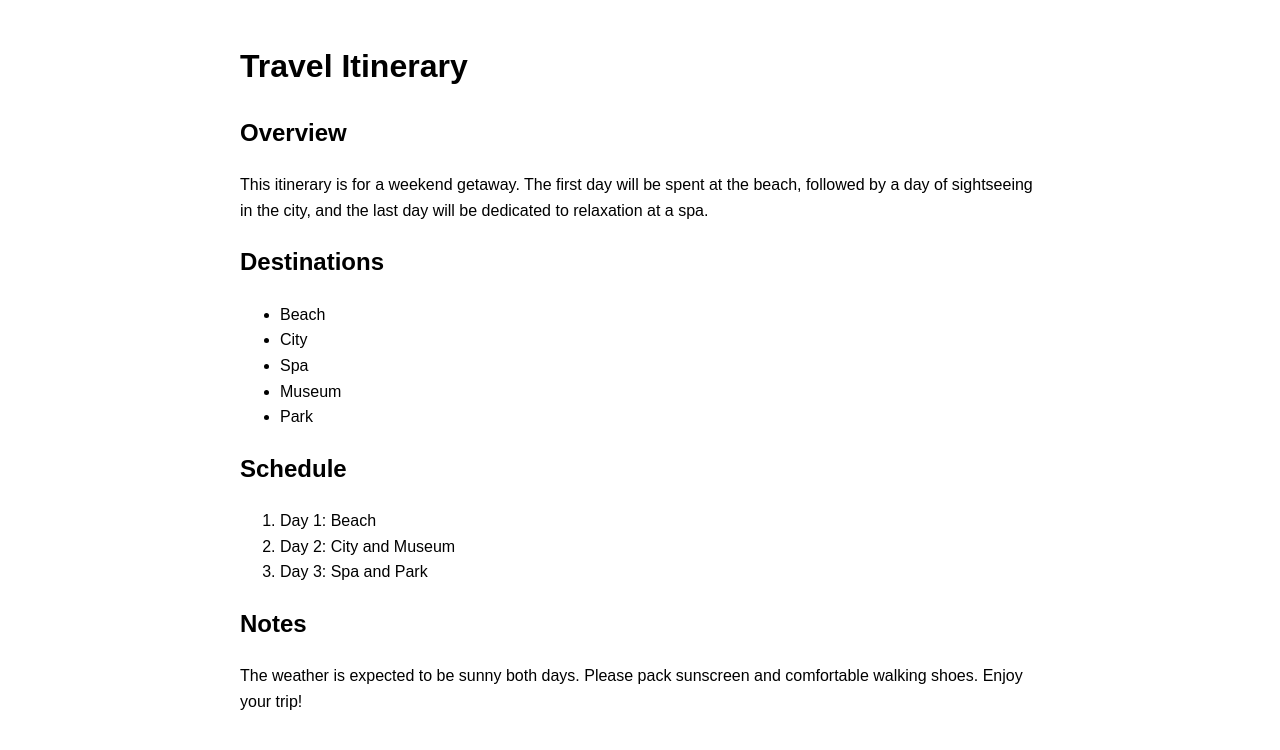 Travel Itinerary
Overview
This itinerary is for a weekend getaway. The first day will be spent at the beach, followed by a day of sightseeing
in the city, and the last day will be dedicated to relaxation at a spa.
Destinations
• Beach
• City
• Spa
• Museum
• Park
Schedule
1. Day 1: Beach
2. Day 2: City and Museum
3. Day 3: Spa and Park
Notes
The weather is expected to be sunny both days. Please pack sunscreen and comfortable walking shoes. Enjoy
your trip!